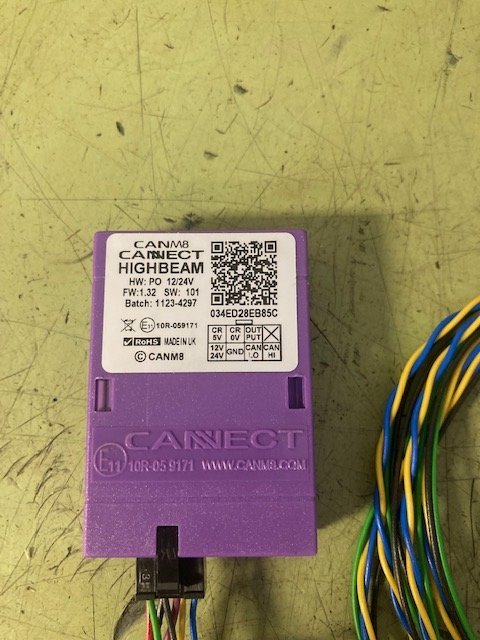 CANM8
CANNECT
HIGHBEAM
HW: PO 12/24V
FW:1.32 SW: 101
Batch: 1123-4297
034ED28EB85C
E11 10R-059171
RoHS MADE IN UK
© CANM8
CR 5V CR 0V OUT PUT
12V 24V GND CAN LO CAN HI
CANNECT
E11 10R-05 9171 WWW.CANM8.COM